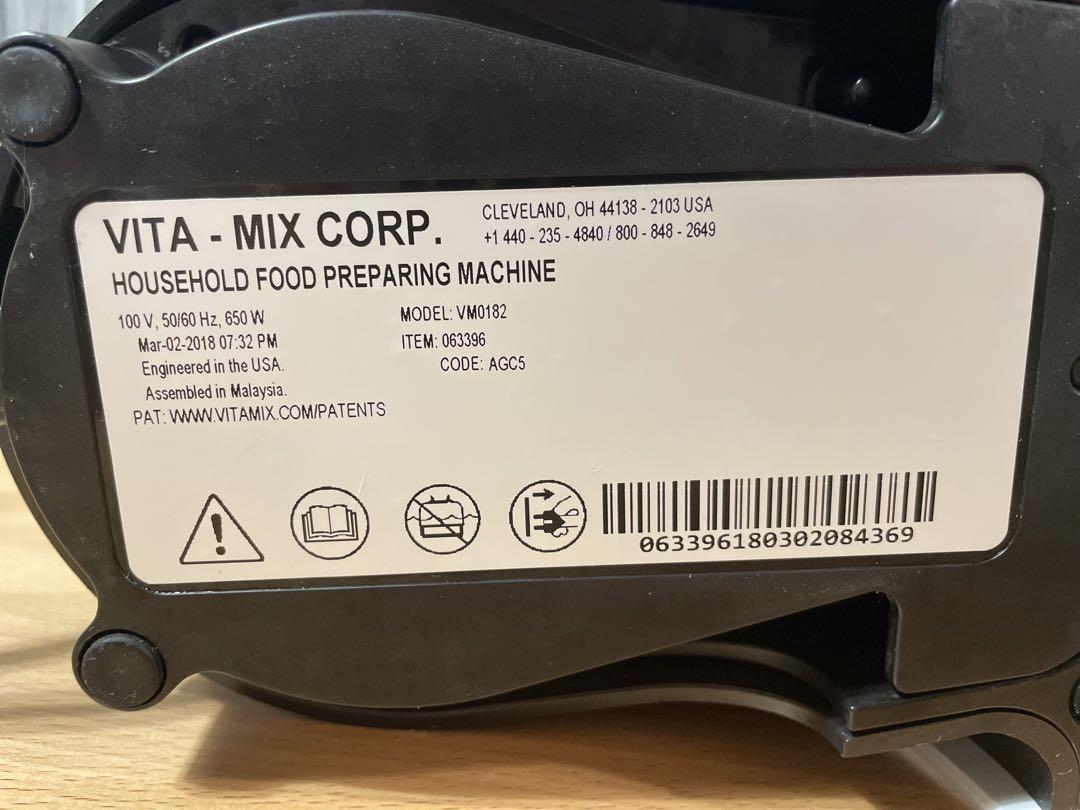 VITA - MIX CORP.
CLEVELAND, OH 44138 - 2103 USA
+1 440 - 235 - 4840 / 800 - 848 - 2649
HOUSEHOLD FOOD PREPARING MACHINE
100 V, 50/60 Hz, 650 W
Mar-02-2018 07:32 PM
Engineered in the USA.
Assembled in Malaysia.
PAT: WWW.VITAMIX.COM/PATENTS
MODEL: VM0182
ITEM: 063396
CODE: AGC5
063396180302084369